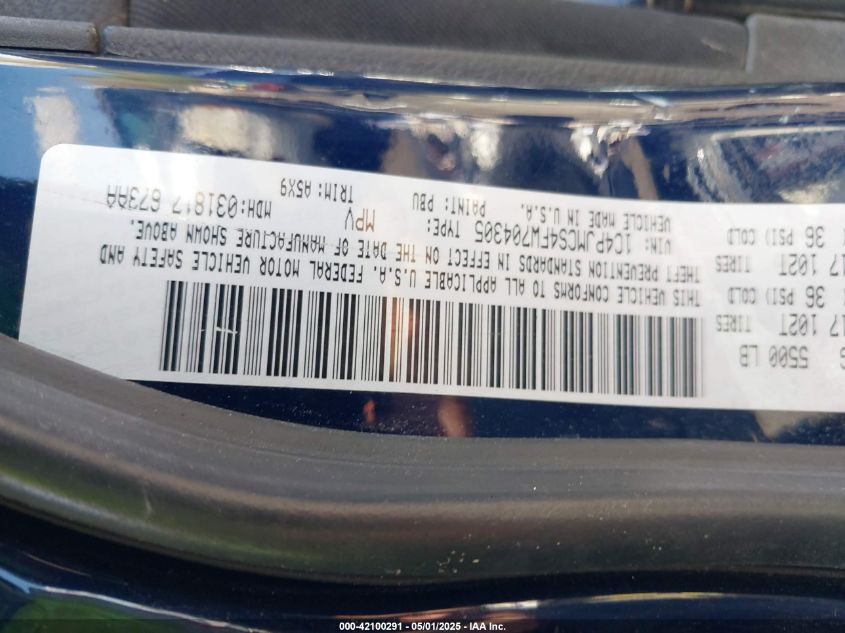 5500 LB
TIRES
17 102T
36 PSI) COLD
TIRES
17 102T
36 PSI) COLD
THIS VEHICLE CONFORMS TO ALL APPLICABLE U.S.A. FEDERAL MOTOR VEHICLE SAFETY AND
THEFT PREVENTION STANDARDS IN EFFECT ON THE DATE OF MANUFACTURE SHOWN ABOVE.
VIN: 1C4PJMCS4FW704305 TYPE: MPV MDH:031817 673AA
VEHICLE MADE IN U.S.A. PAINT: PBU TRIM: A5X9
000-42100291 - 05/01/2025 - IAA Inc.